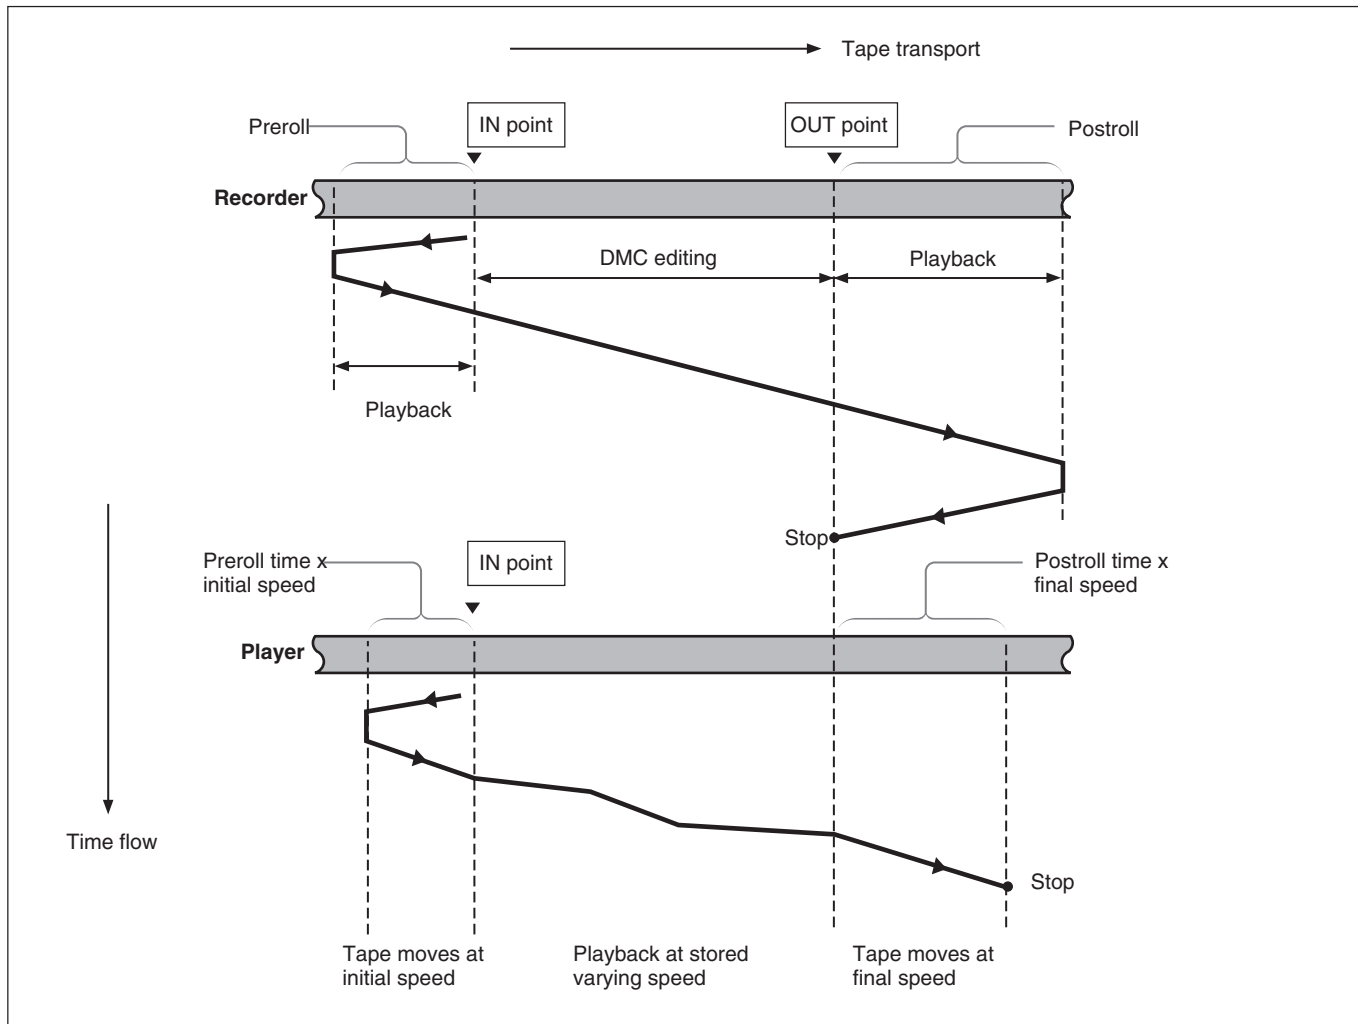 Tape transport
Preroll
IN point
OUT point
Postroll
Recorder
DMC editing
Playback
Playback
Stop
Preroll time x
initial speed
IN point
Postroll time x
final speed
Player
Time flow
Stop
Tape moves at
initial speed
Playback at stored
varying speed
Tape moves at
final speed